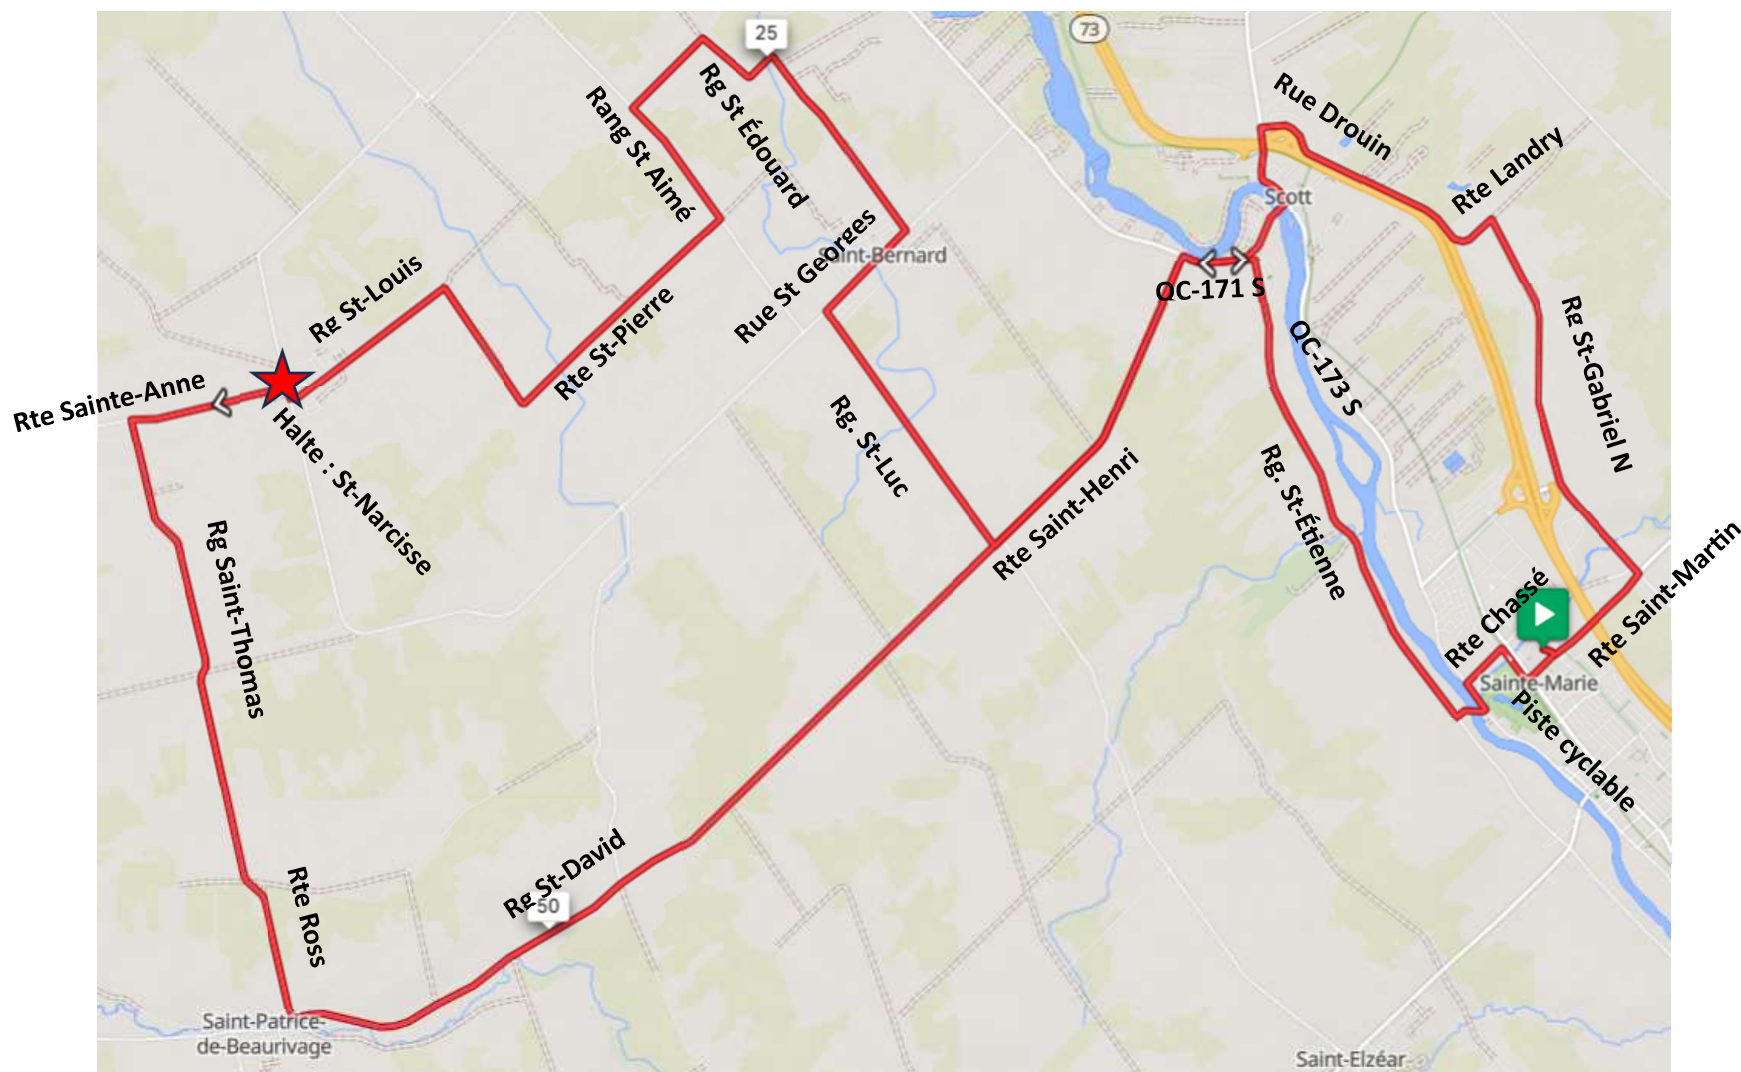 25
73
Rue Drouin
Rg St Édouard
Rang St Aimé
Rte Landry
Scott
Rue St Georges
Saint-Bernard
Rg St-Louis
QC-171 S
Rte St-Pierre
QC-173 S
Rg St-Gabriel N
Rte Sainte-Anne
Halte : St-Narcisse
Rg. St-Luc
Rte Saint-Henri
Rg. St-Étienne
Rg Saint-Thomas
Rte Chassé
Rte Saint-Martin
Sainte-Marie
Piste cyclable
Rg St-David
50
Rte Ross
Saint-Patrice-
de-Beaurivage
Saint-Elzéar